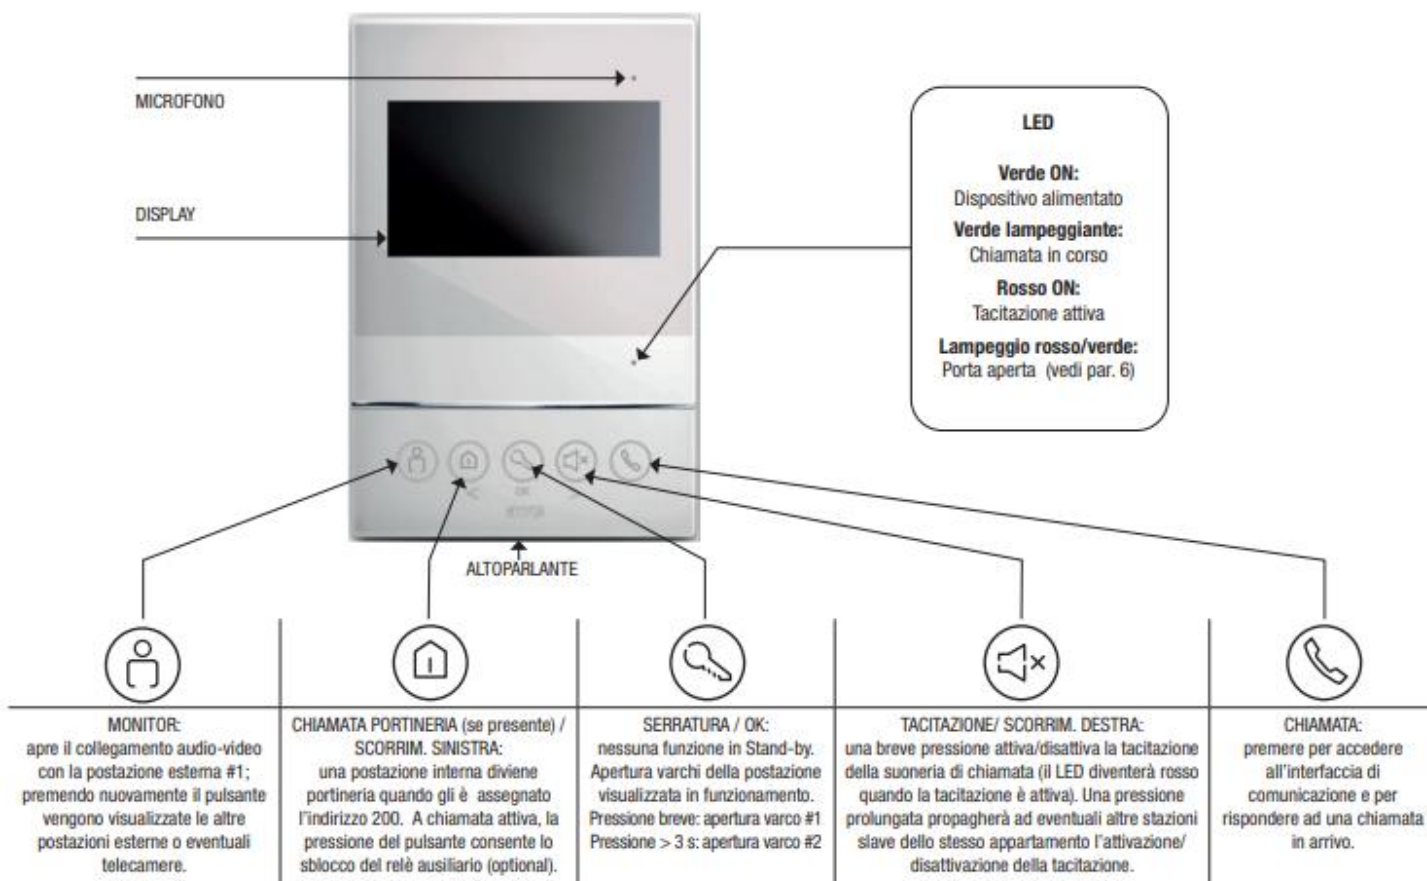 MICROFONO
DISPLAY
LED
Verde ON:
Dispositivo alimentato
Verde lampeggiante:
Chiamata in corso
Rosso ON:
Tacitazione attiva
Lampeggio rosso/verde:
Porta aperta (vedi par. 6)
OK
ALTOPARLANTE
MONITOR:
apre il collegamento audio-video
con la postazione esterna #1;
premendo nuovamente il pulsante
vengono visualizzate le altre
postazioni esterne o eventuali
telecamere.
CHIAMATA PORTINERIA (se presente) /
SCORRIM. SINISTRA:
una postazione interna diviene
portineria quando gli è assegnato
l'indirizzo 200. A chiamata attiva, la
pressione del pulsante consente lo
sblocco del relè ausiliario (optional).
SERRATURA / OK:
nessuna funzione in Stand-by.
Apertura varchi della postazione
visualizzata in funzionamento.
Pressione breve: apertura varco #1
Pressione > 3 s: apertura varco #2
TACITAZIONE/ SCORRIM. DESTRA:
una breve pressione attiva/disattiva la tacitazione
della suoneria di chiamata (il LED diventerà rosso
quando la tacitazione è attiva). Una pressione
prolungata propagherà ad eventuali altre stazioni
slave dello stesso appartamento l'attivazione/
disattivazione della tacitazione.
CHIAMATA:
premere per accedere
all'interfaccia di
comunicazione e per
rispondere ad una chiamata
in arrivo.